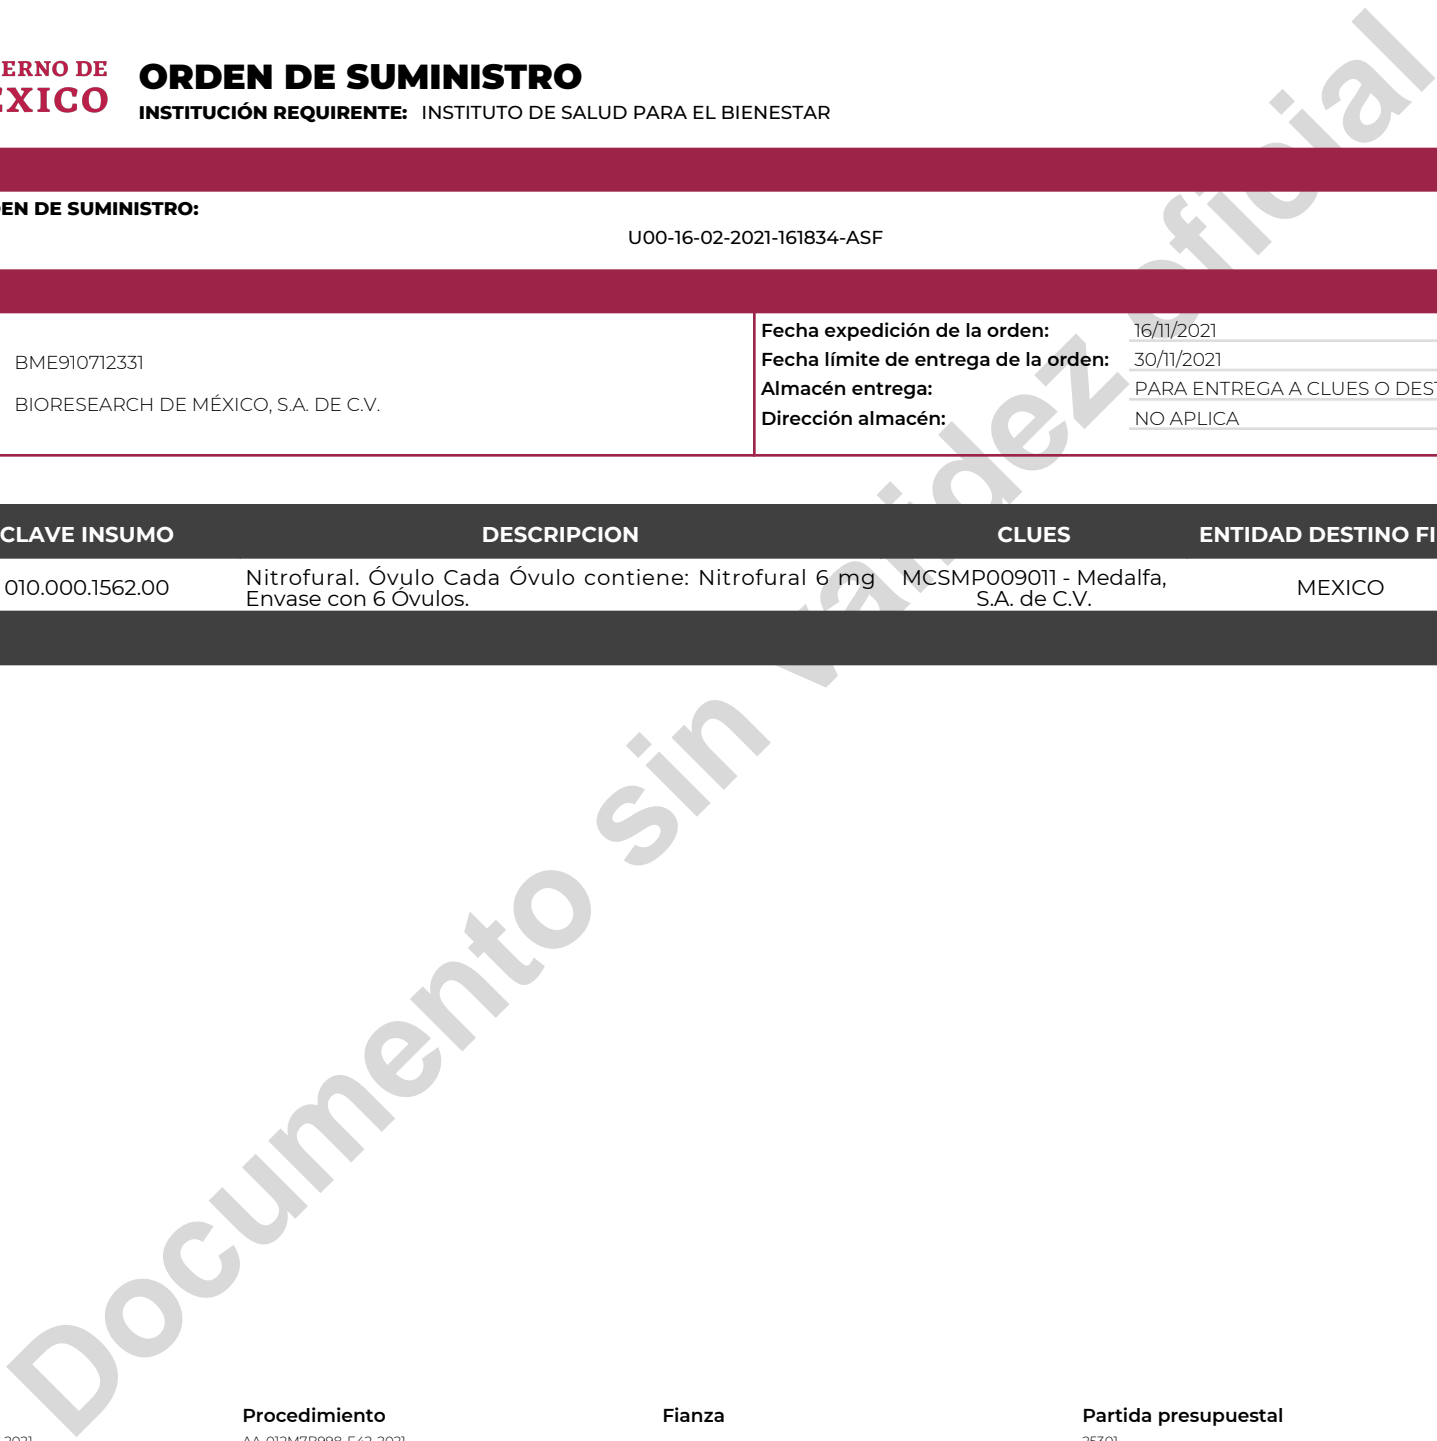 ERNO DE
ORDEN DE SUMINISTRO
INSTITUCIÓN REQUIRENTE: INSTITUTO DE SALUD PARA EL BIENESTAR
EN DE SUMINISTRO:
U00-16-02-2021-161834-ASF
BME910712331
BIORESEARCH DE MÉXICO, S.A. DE C.V.
Fecha expedición de la orden: 16/11/2021
Fecha límite de entrega de la orden: 30/11/2021
Almacén entrega: PARA ENTREGA A CLUES O DEST
Dirección almacén: NO APLICA
CLAVE INSUMO DESCRIPCION CLUES ENTIDAD DESTINO FI
010.000.1562.00 Nitrofural. Óvulo Cada Óvulo contiene: Nitrofural 6 mg MCSMP009011 - Medalfa, MEXICO
Envase con 6 Óvulos. S.A. de C.V.
Documento sin validez oficial
Procedimiento Fianza Partida presupuestal